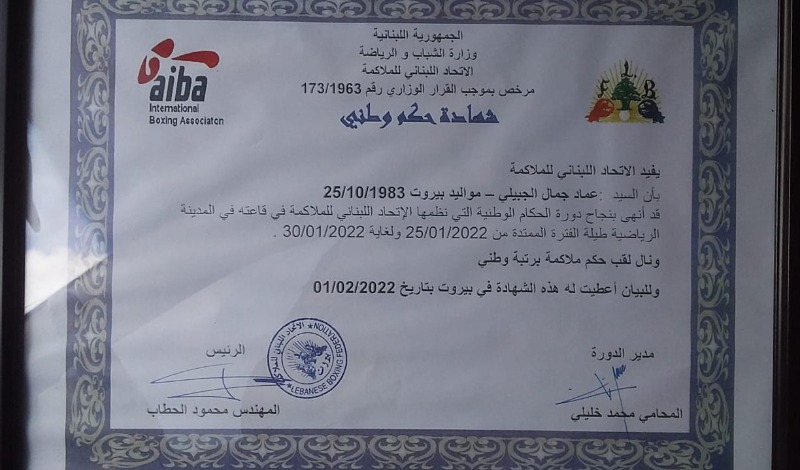 الجمهورية اللبنانية
وزارة الشباب و الرياضة
الاتحاد اللبناني للملاكمة
مرخص بموجب القرار الوزاري رقم 173/1963
aiba
International
Boxing Associaton
L
F B
شهادة حكم وطني
يفيد الاتحاد اللبناني للملاكمة
بأن السيد :عماد جمال الجبيلي – مواليد بيروت 25/10/1983
قد أنهى بنجاح دورة الحكام الوطنية التي نظمها الإتحاد اللبناني للملاكمة في قاعته في المدينة
الرياضية طيلة الفترة الممتدة من 25/01/2022 ولغاية 30/01/2022 .
ونال لقب حكم ملاكمة برتبة وطني
وللبيان أعطيت له هذه الشهادة في بيروت بتاريخ 01/02/2022
مدير الدورة
الرئيس
المحامي محمد خليلي
المهندس محمود الحطاب
LEBANESE BOXING FEDERATION